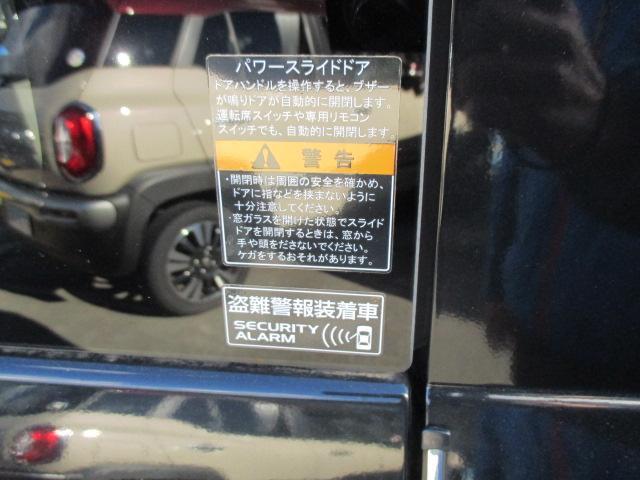 パワースライドドア
ドアハンドルを操作すると、ブザー
が鳴りドアが自動的に開閉します。
運転席スイッチや専用リモコン
スイッチでも、自動的に開閉します。
警告
・開閉時は周囲の安全を確かめ、
ドアに指などを挟まないように
十分注意してください。
・窓ガラスを開けた状態でスライド
ドアを開閉するときは、窓から
手や頭をださないでください。
ケガをするおそれがあります。
盗難警報装着車
SECURITY
ALARM